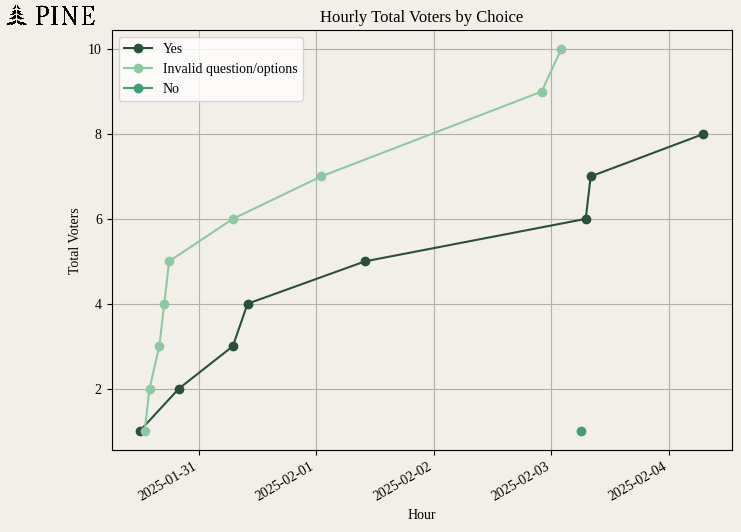 PINE
Hourly Total Voters by Choice
Yes
Invalid question/options
No
10
8
6
4
2
Total Voters
2025-01-31
2025-02-01
2025-02-02
2025-02-03
2025-02-04
Hour